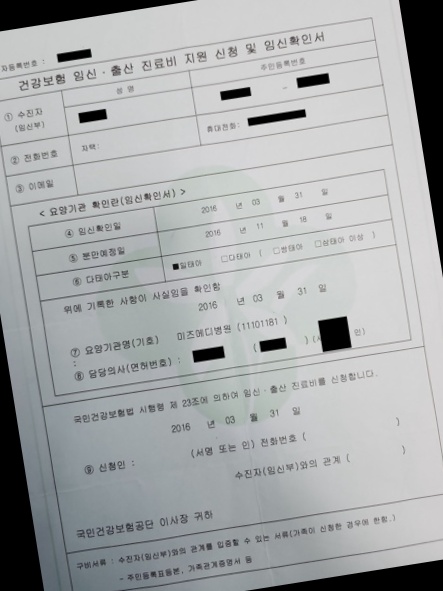 자등록번호 :
건강보험 임신ㆍ출산 진료비 지원 신청 및 임신확인서
① 수진자 (임신부)
성 명
주민등록번호
–
② 전화번호
자택:
휴대전화:
③ 이메일
< 요양기관 확인란(임신확인서) >
④ 임신확인일 2016 년 03 월 31 일
⑤ 분만예정일 2016 년 11 월 18 일
⑥ 다태아구분 ■일태아 □다태아 ( □쌍태아 □삼태아 이상 )
위에 기록한 사항이 사실임을 확인함
2016 년 03 월 31 일
⑦ 요양기관명(기호) : 미즈메디병원 (11101181 )
⑧ 담당의사(면허번호) : ( ) (서 인)
국민건강보험법 시행령 제 23조에 의하여 임신ㆍ출산 진료비를 신청합니다.
2016 년 03 월 31 일
⑨ 신청인 : (서명 또는 인) 전화번호 ( )
수진자(임신부)와의 관계 ( )
국민건강보험공단 이사장 귀하
구비서류 : 수진자(임신부)와의 관계를 입증할 수 있는 서류(가족이 신청한 경우에 한함.)
- 주민등록표등본, 가족관계증명서 등